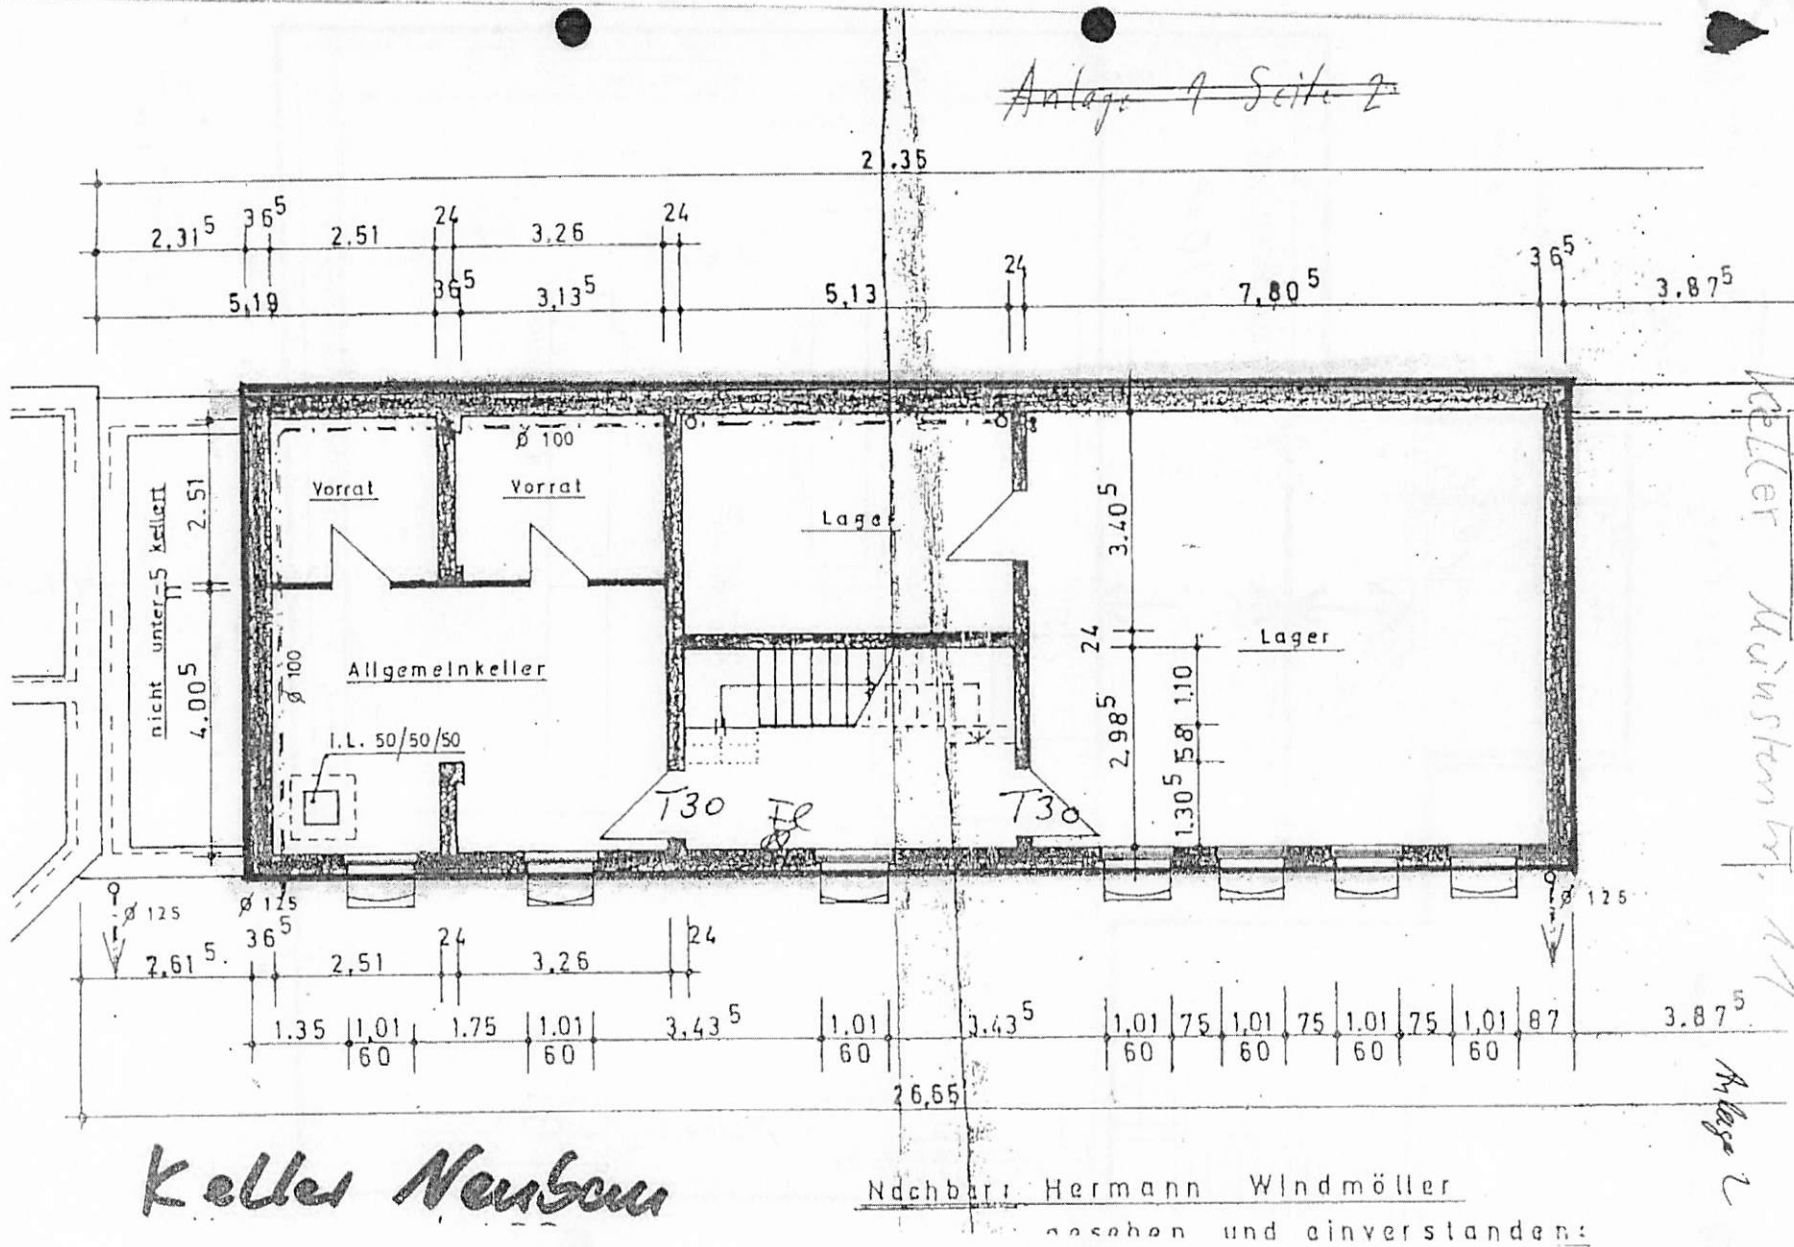 Anlage 1 Seite 2
21.35
2,31⁵ 36⁵ 2,51 24 3,26 24
5,19 36⁵ 3,13⁵ 5,13 24 7,80⁵ 36⁵ 3.87⁵
Ø 100
Vorrat
Vorrat
Lager
nicht unter-
kellert
2.51
5
4.00⁵
3.40⁵
24
2.98⁵
1.10
58
1.30⁵
Lager
Allgemeinkeller
Ø 100
I.L. 50/50/50
T30
T30
Keller Münsterstr. 11
Ø 125
Ø 125
Ø 125
2,61⁵ 36⁵ 2,51 24 3,26 24
1.35 1,01 1.75 1.01 3,43⁵ 1.01 3.43⁵ 1,01 75 1,01 75 1.01 75 1,01 87 3.87⁵
60 60 60 60 60 60 60
26,65
Anlage 2
Keller Neubau
Nachbar: Hermann Windmöller
gesehen und einverstanden: